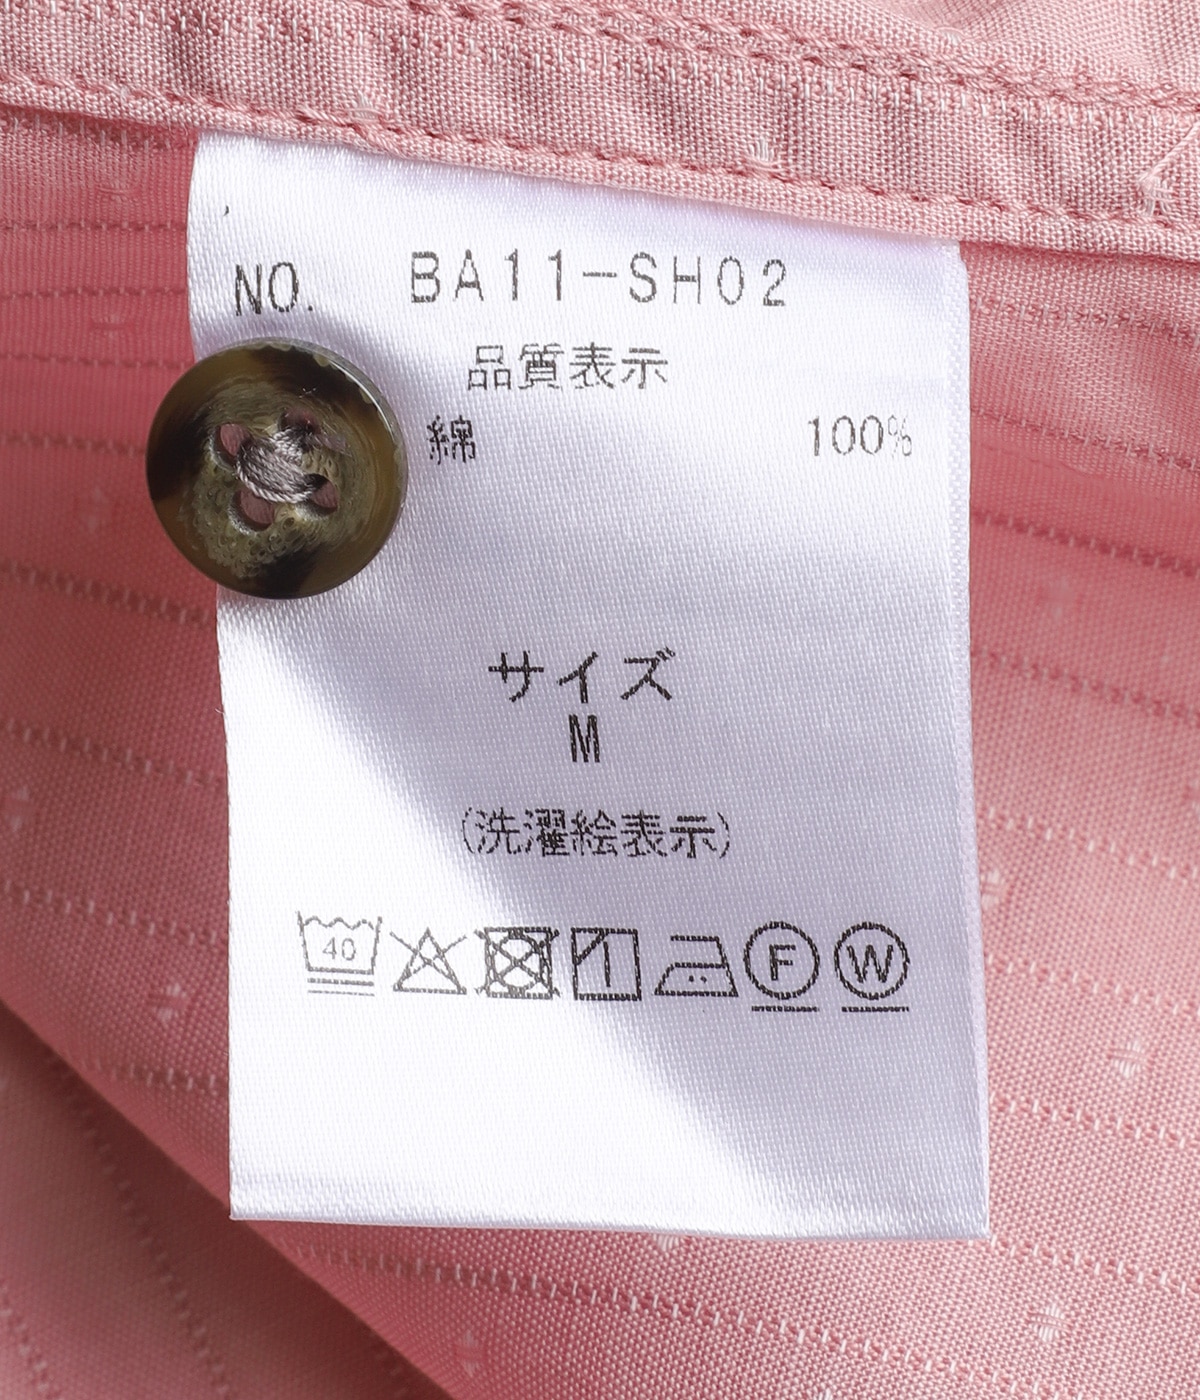 NO. BA11-SH02
品質表示
綿 100%
サイズ
M
(洗濯絵表示)
40 F W